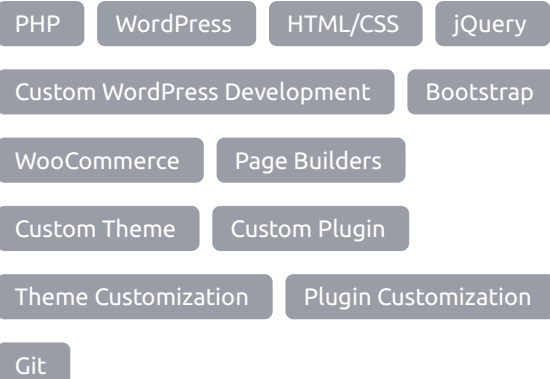 PHP WordPress HTML/CSS jQuery
Custom WordPress Development Bootstrap
WooCommerce Page Builders
Custom Theme Custom Plugin
Theme Customization Plugin Customization
Git